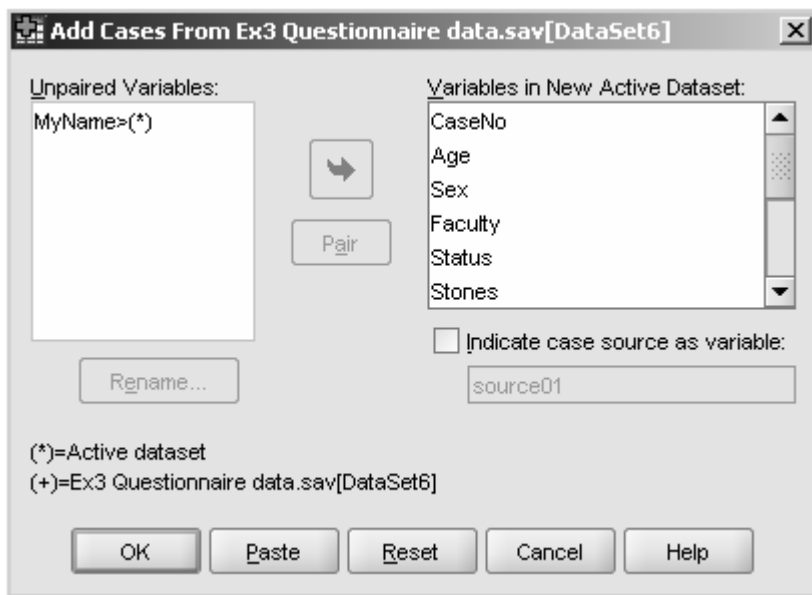 Add Cases From Ex3 Questionnaire data.sav[DataSet6]
Unpaired Variables:
MyName>(*)
Pair
Rename...
Variables in New Active Dataset:
CaseNo
Age
Sex
Faculty
Status
Stones
Indicate case source as variable:
source01
(*)=Active dataset
(+)=Ex3 Questionnaire data.sav[DataSet6]
OK
Paste
Reset
Cancel
Help